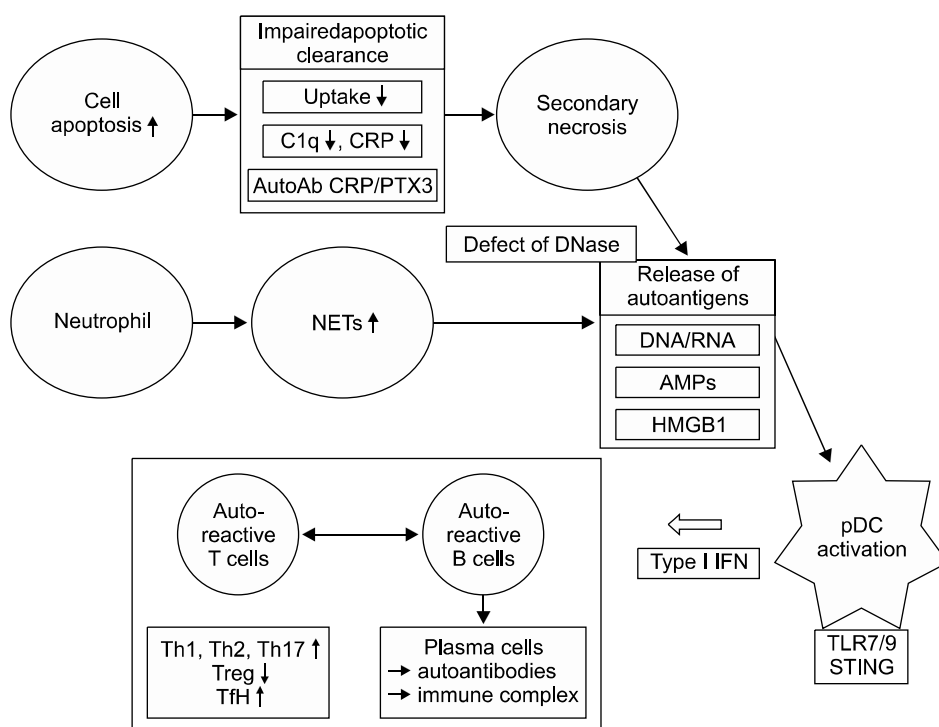 Impairedapoptotic
clearance
Cell
apoptosis ↑
Uptake ↓
C1q ↓, CRP ↓
AutoAb CRP/PTX3
Secondary
necrosis
Defect of DNase
Neutrophil
NETs ↑
Release of
autoantigens
DNA/RNA
AMPs
HMGB1
Auto-
reactive
T cells
Auto-
reactive
B cells
Th1, Th2, Th17 ↑
Treg ↓
TfH ↑
Plasma cells
→ autoantibodies
→ immune complex
Type I IFN
pDC
activation
TLR7/9
STING